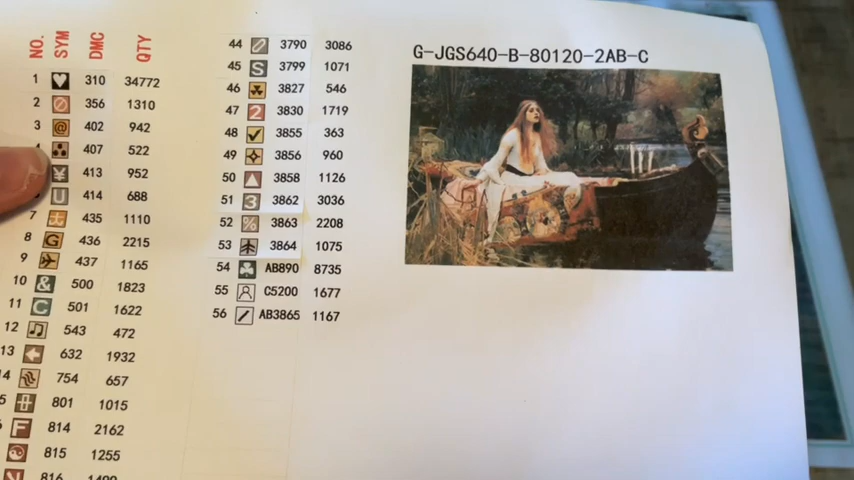 NO. SYM DMC QTY
1 310 34772
2 356 1310
3 @ 402 942
4 407 522
¥ 413 952
U 414 688
7 435 1110
8 G 436 2215
9 437 1165
10 & 500 1823
11 C 501 1622
12 543 472
13 632 1932
14 754 657
5 801 1015
F 814 2162
815 1255
816
44 3790 3086
45 S 3799 1071
46 3827 546
47 2 3830 1719
48 3855 363
49 3856 960
50 3858 1126
51 3 3862 3036
52 % 3863 2208
53 3864 1075
54 AB890 8735
55 C5200 1677
56 AB3865 1167
G-JGS640-B-80120-2AB-C